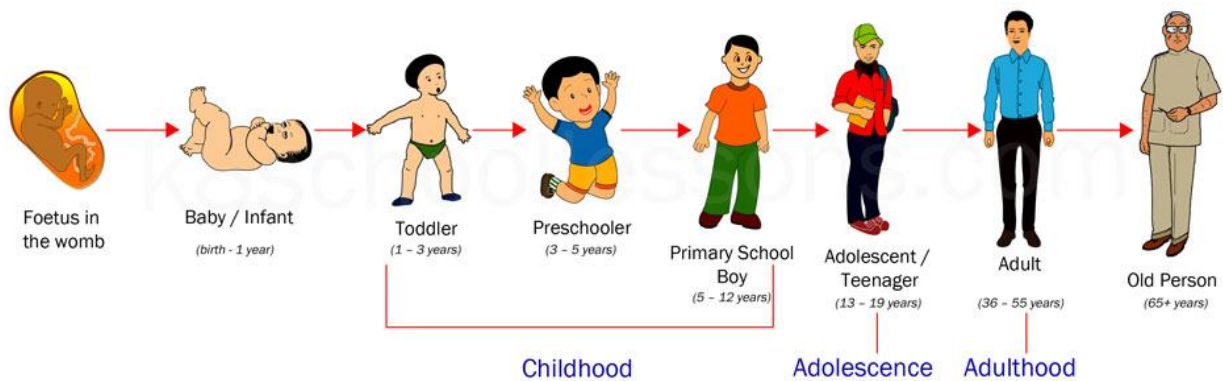 Foetus in
the womb
Baby / Infant
(birth - 1 year)
Toddler
(1 – 3 years)
Preschooler
(3 – 5 years)
Primary School
Boy
(5 – 12 years)
Adolescent /
Teenager
(13 – 19 years)
Adult
(36 – 55 years)
Old Person
(65+ years)
Childhood
Adolescence
Adulthood
k8schoollessons.com